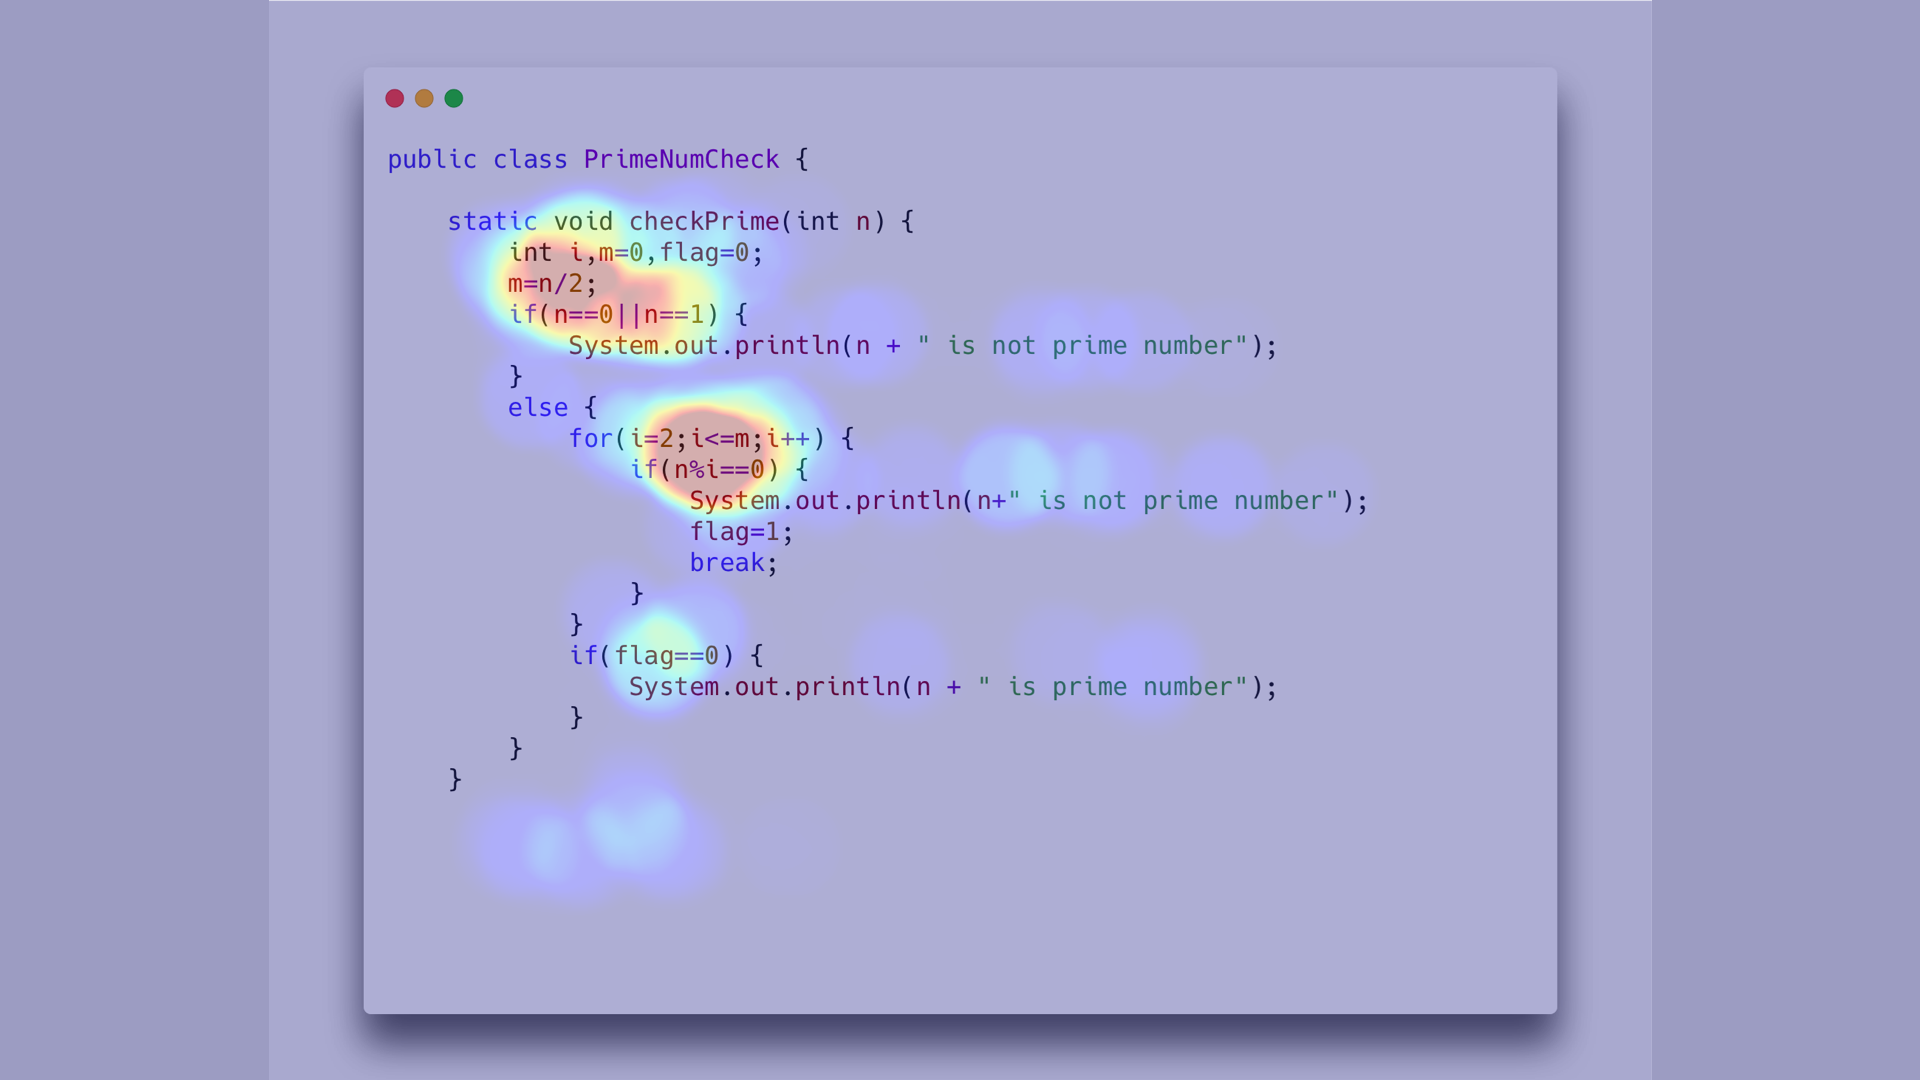 public class PrimeNumCheck {
static void checkPrime(int n) {
int i,m=0,flag=0;
m=n/2;
if(n==0||n==1) {
System.out.println(n + " is not prime number");
}
else {
for(i=2;i<=m;i++) {
if(n%i==0) {
System.out.println(n+" is not prime number");
flag=1;
break;
}
}
if(flag==0) {
System.out.println(n + " is prime number");
}
}
}